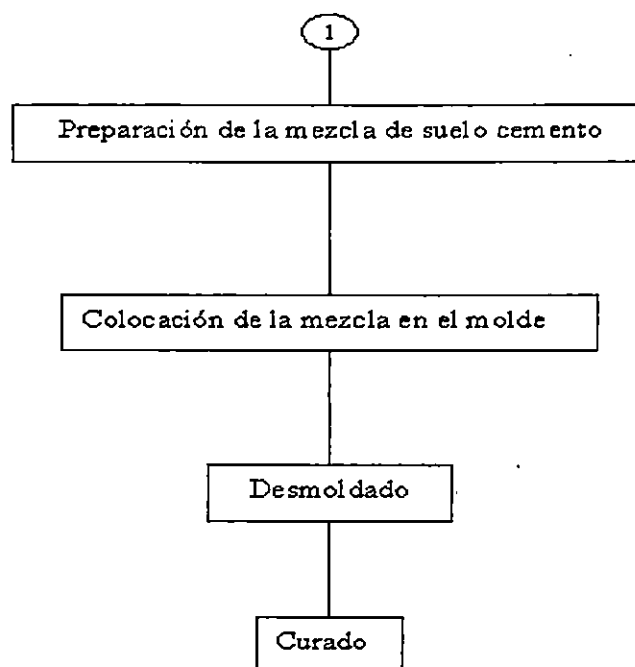 1
Preparación de la mezcla de suelo cemento
Colocación de la mezcla en el molde
Desmoldado
Curado